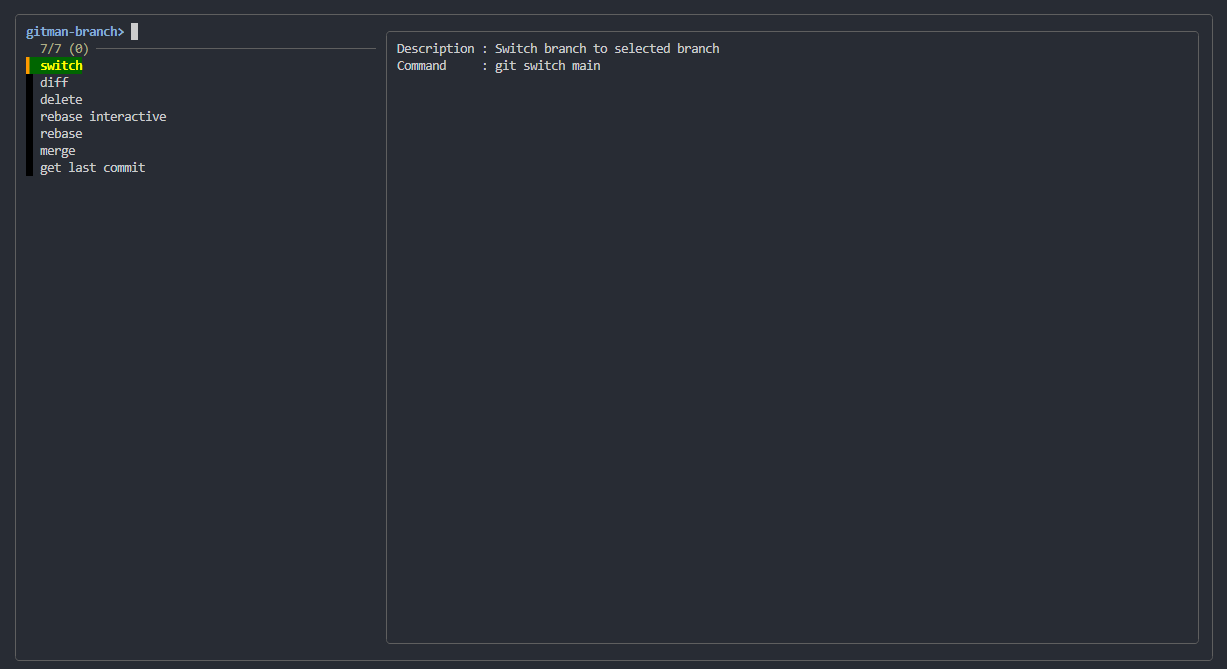 gitman-branch>
7/7 (0)
switch
diff
delete
rebase interactive
rebase
merge
get last commit
Description : Switch branch to selected branch
Command     : git switch main